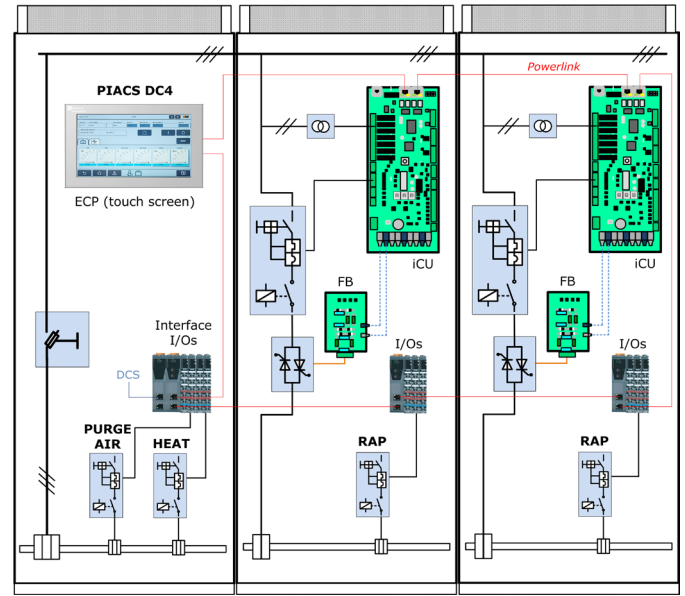 Powerlink
PIACS DC4
ECP (touch screen)
iCU
iCU
FB
FB
Interface
I/Os
I/Os
I/Os
DCS
PURGE
AIR
HEAT
RAP
RAP